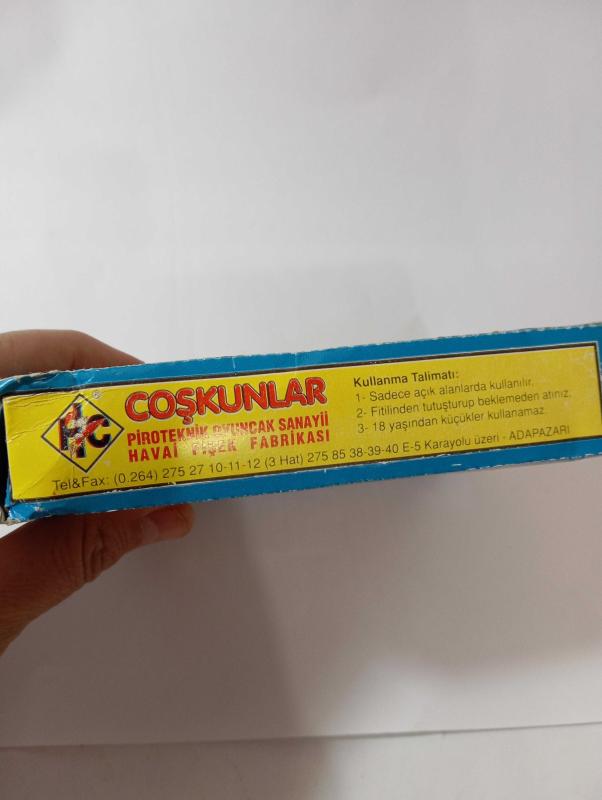 HC
®
COŞKUNLAR
PİROTEKNİK OYUNCAK SANAYİİ
HAVAİ FİŞEK FABRİKASI
Kullanma Talimatı:
1- Sadece açık alanlarda kullanılır.
2- Fitilinden tutuşturup beklemeden atınız.
3- 18 yaşından küçükler kullanamaz.
Tel&Fax: (0.264) 275 27 10-11-12 (3 Hat) 275 85 38-39-40 E-5 Karayolu üzeri - ADAPAZARI